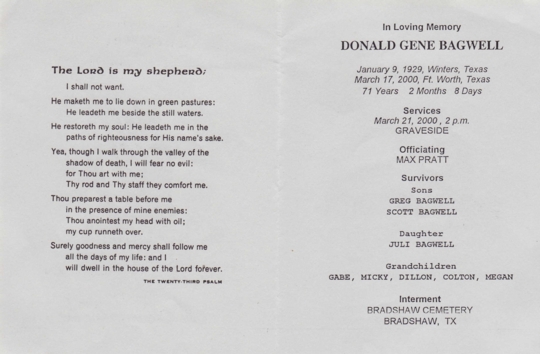 The Lord is my shepherd;
I shall not want.
He maketh me to lie down in green pastures:
He leadeth me beside the still waters.
He restoreth my soul: He leadeth me in the
paths of righteousness for His name's sake.
Yea, though I walk through the valley of the
shadow of death, I will fear no evil:
for Thou art with me;
Thy rod and Thy staff they comfort me.
Thou preparest a table before me
in the presence of mine enemies:
Thou anointest my head with oil;
my cup runneth over.
Surely goodness and mercy shall follow me
all the days of my life: and I
will dwell in the house of the Lord forever.
THE TWENTY-THIRD PSALM
In Loving Memory
DONALD GENE BAGWELL
January 9, 1929, Winters, Texas
March 17, 2000, Ft. Worth, Texas
71 Years 2 Months 8 Days
Services
March 21, 2000 , 2 p.m.
GRAVESIDE
Officiating
MAX PRATT
Survivors
Sons
GREG BAGWELL
SCOTT BAGWELL
Daughter
JULI BAGWELL
Grandchildren
GABE, MICKY, DILLON, COLTON, MEGAN
Interment
BRADSHAW CEMETERY
BRADSHAW, TX